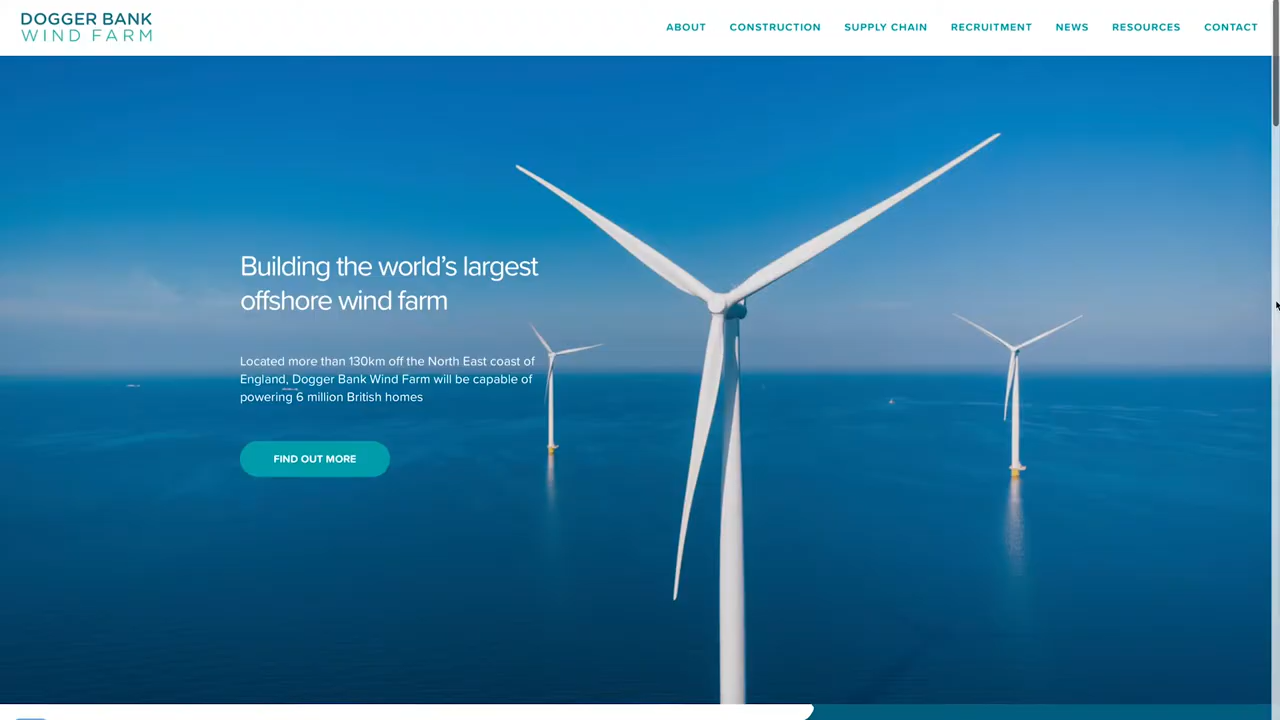 DOGGER BANK
WIND FARM
ABOUT
CONSTRUCTION
SUPPLY CHAIN
RECRUITMENT
NEWS
RESOURCES
CONTACT
Building the world’s largest
offshore wind farm
Located more than 130km off the North East coast of
England, Dogger Bank Wind Farm will be capable of
powering 6 million British homes
FIND OUT MORE